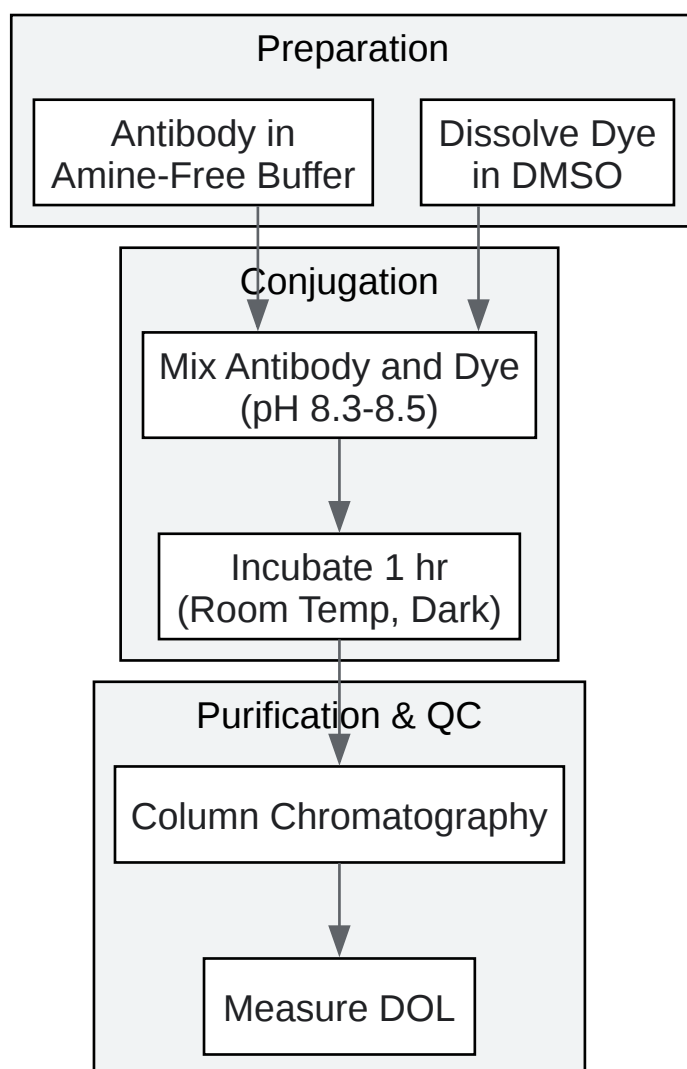 Preparation
Antibody in
Amine-Free Buffer
Dissolve Dye
in DMSO
Conjugation
Mix Antibody and Dye
(pH 8.3-8.5)
Incubate 1 hr
(Room Temp, Dark)
Purification & QC
Column Chromatography
Measure DOL